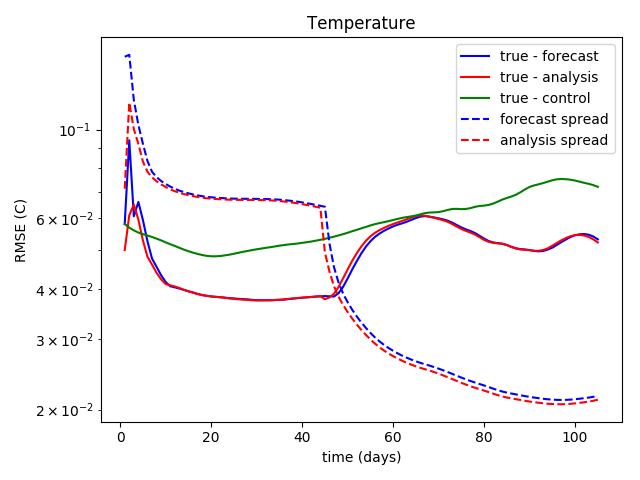 Temperature
true - forecast
true - analysis
true - control
forecast spread
analysis spread
RMSE (C)
10⁻¹
6 × 10⁻²
4 × 10⁻²
3 × 10⁻²
2 × 10⁻²
0 20 40 60 80 100
time (days)